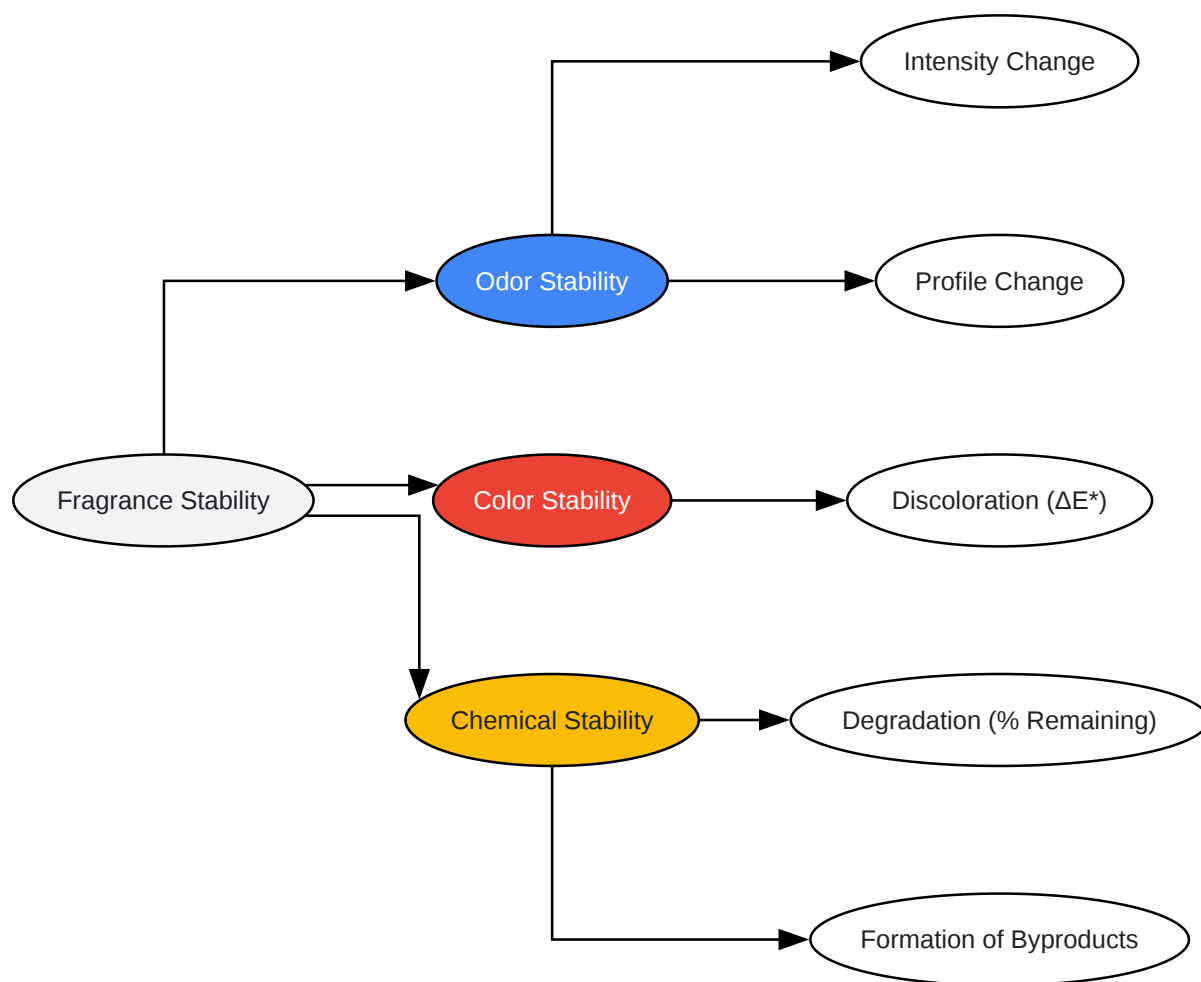 Intensity Change
Odor Stability
Profile Change
Fragrance Stability
Color Stability
Discoloration (ΔE*)
Chemical Stability
Degradation (% Remaining)
Formation of Byproducts